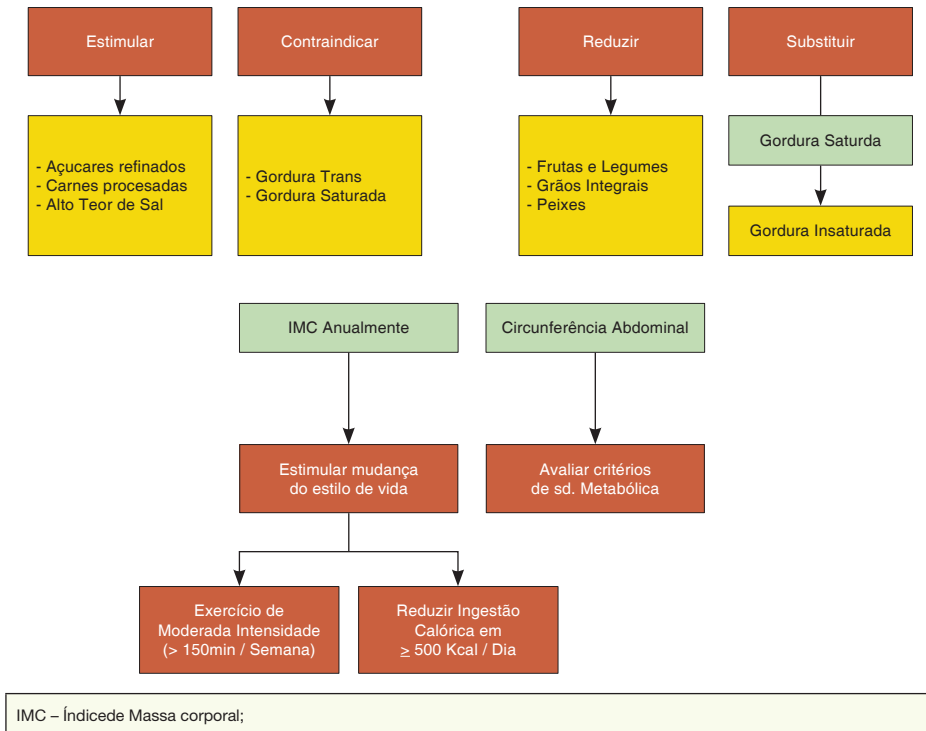 Estimular
Contraindicar
Reduzir
Substituir
- Açucares refinados
- Carnes procesadas
- Alto Teor de Sal
- Gordura Trans
- Gordura Saturada
- Frutas e Legumes
- Grãos Integrais
- Peixes
Gordura Saturda
Gordura Insaturada
IMC Anualmente
Circunferência Abdominal
Estimular mudança
do estilo de vida
Avaliar critérios
de sd. Metabólica
Exercício de
Moderada Intensidade
(> 150min / Semana)
Reduzir Ingestão
Calórica em
≥ 500 Kcal / Dia
IMC – Índicede Massa corporal;